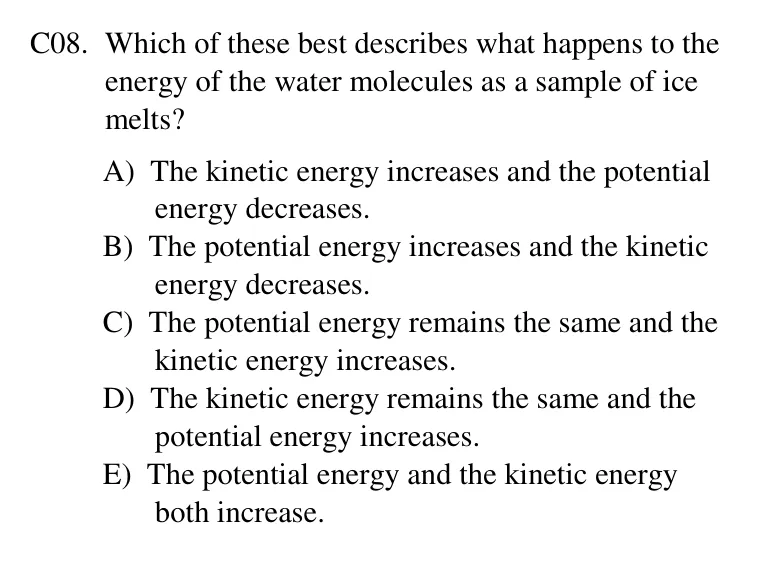 C08. Which of these best describes what happens to the
energy of the water molecules as a sample of ice
melts?
A) The kinetic energy increases and the potential
energy decreases.
B) The potential energy increases and the kinetic
energy decreases.
C) The potential energy remains the same and the
kinetic energy increases.
D) The kinetic energy remains the same and the
potential energy increases.
E) The potential energy and the kinetic energy
both increase.